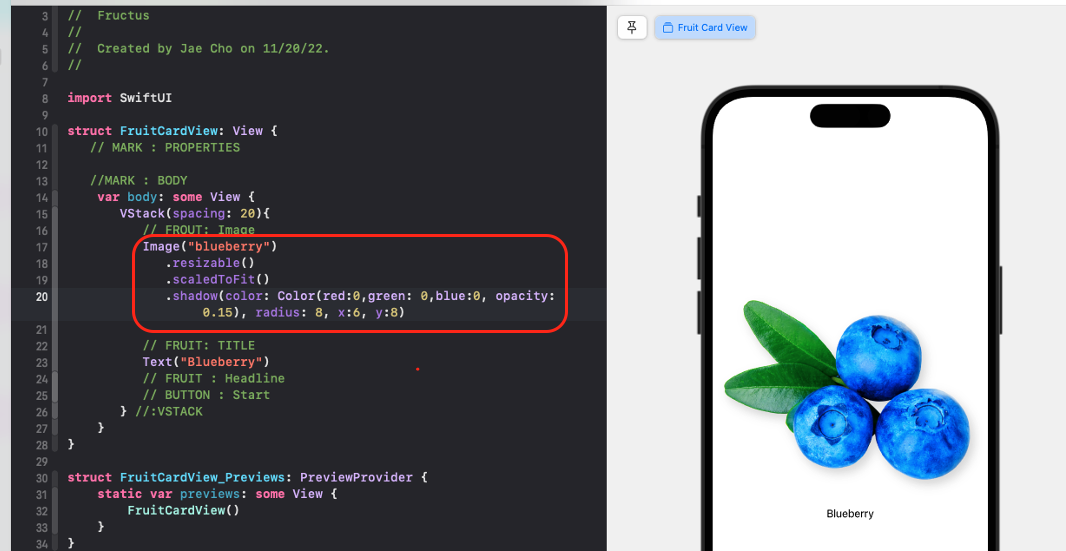 3 //  Fructus
4 //
5 //  Created by Jae Cho on 11/20/22.
6 //
7
8 import SwiftUI
9
10 struct FruitCardView: View {
11 // MARK : PROPERTIES
12
13 //MARK : BODY
14 var body: some View {
15 VStack(spacing: 20){
16 // FROUT: Image
17 Image("blueberry")
18 .resizable()
19 .scaledToFit()
20 .shadow(color: Color(red:0,green: 0,blue:0, opacity:
0.15), radius: 8, x:6, y:8)
21
22 // FRUIT: TITLE
23 Text("Blueberry")
24 // FRUIT : Headline
25 // BUTTON : Start
26 } //:VSTACK
27 }
28 }
29
30 struct FruitCardView_Previews: PreviewProvider {
31 static var previews: some View {
32 FruitCardView()
33 }
34 }
Fruit Card View
Blueberry